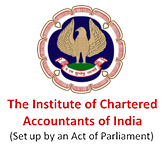 The Institute of Chartered
Accountants of India
(Set up by an Act of Parliament)